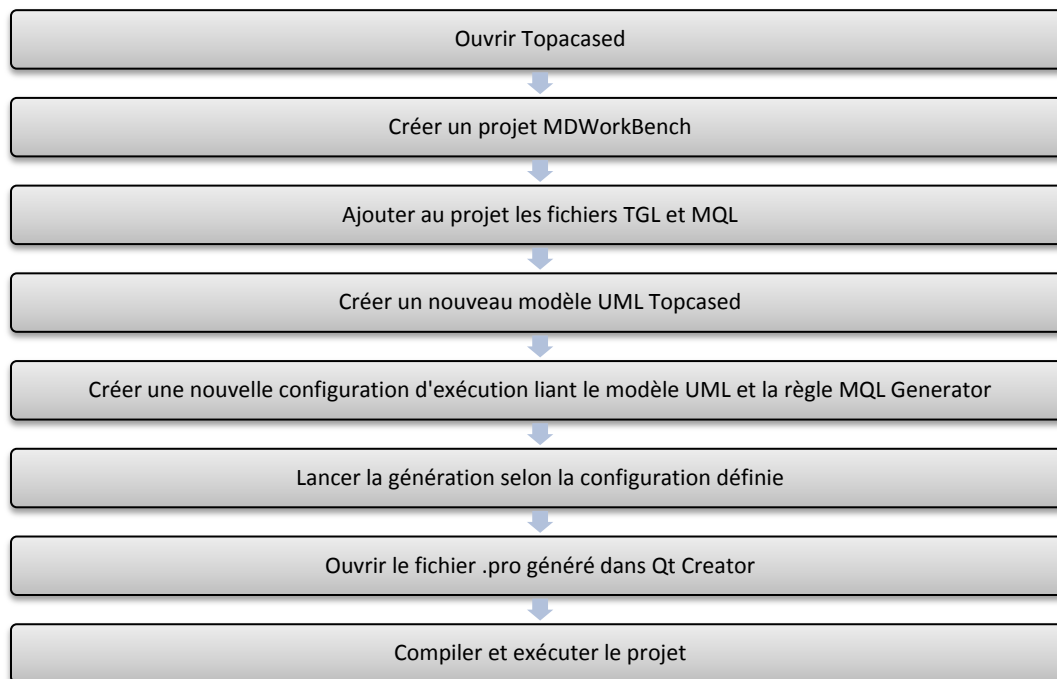 Ouvrir Topacased
Créer un projet MDWorkBench
Ajouter au projet les fichiers TGL et MQL
Créer un nouveau modèle UML Topcased
Créer une nouvelle configuration d'exécution liant le modèle UML et la règle MQL Generator
Lancer la génération selon la configuration définie
Ouvrir le fichier .pro généré dans Qt Creator
Compiler et exécuter le projet